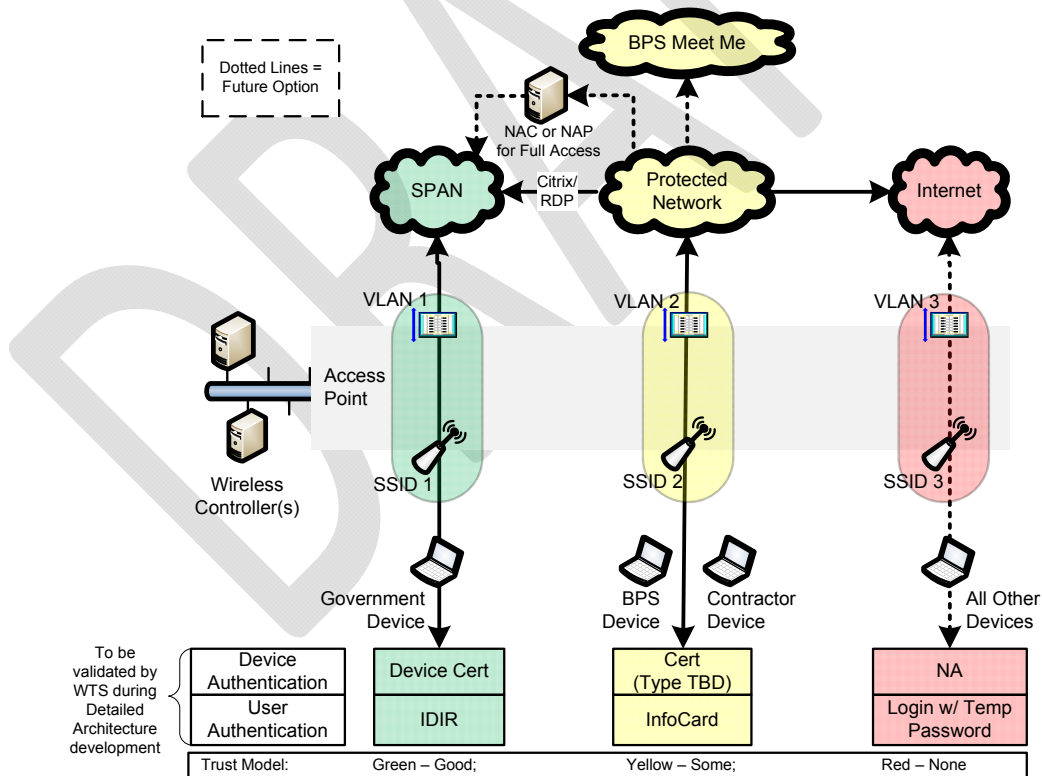 BPS Meet Me
Dotted Lines =
Future Option
NAC or NAP
for Full Access
SPAN
Citrix/
RDP
Protected
Network
Internet
VLAN 1
VLAN 2
VLAN 3
Access
Point
SSID 1
SSID 2
SSID 3
Wireless
Controller(s)
Government
Device
BPS
Device
Contractor
Device
All Other
Devices
To be
validated by
WTS during
Detailed
Architecture
development
Device
Authentication
Device Cert
Cert
(Type TBD)
NA
User
Authentication
IDIR
InfoCard
Login w/ Temp
Password
Trust Model: Green – Good; Yellow – Some; Red – None
DRA